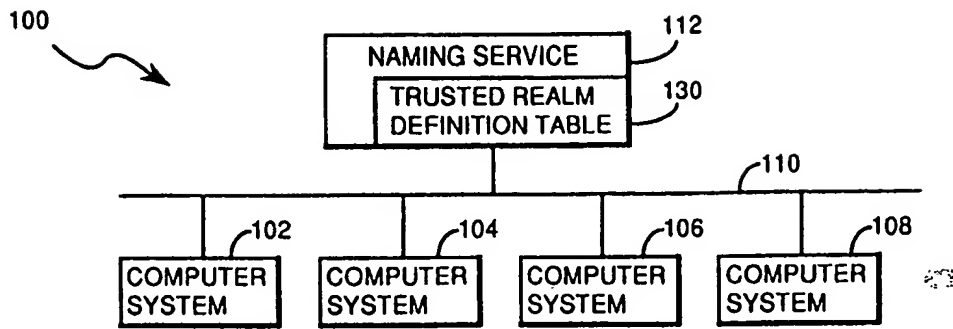 100
112
NAMING SERVICE
TRUSTED REALM
DEFINITION TABLE
130
110
102
104
106
108
COMPUTER
SYSTEM
COMPUTER
SYSTEM
COMPUTER
SYSTEM
COMPUTER
SYSTEM